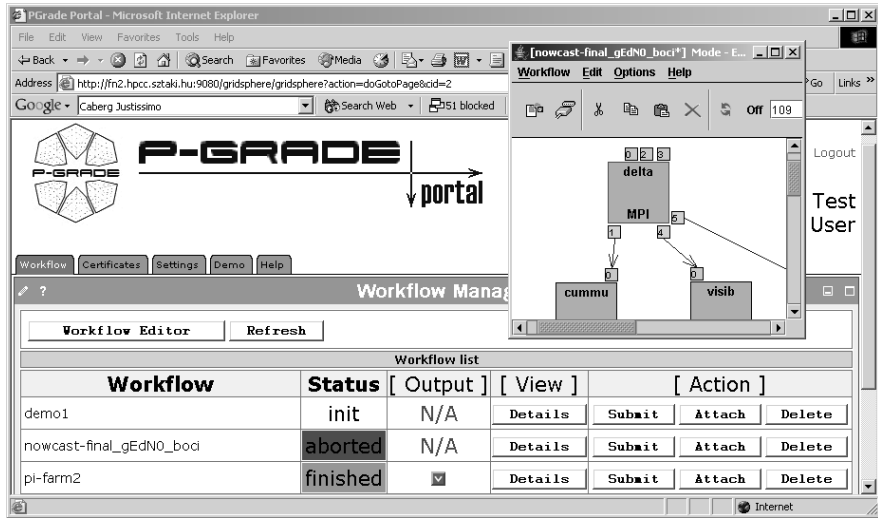 PGrade Portal - Microsoft Internet Explorer
File Edit View Favorites Tools Help
Back Search Favorites Media
Address http://fn2.hpcc.sztaki.hu:9080/gridsphere/gridsphere?action=doGotoPage&cid=2 Go Links »
Google Caberg Justissimo Search Web 51 blocked
[nowcast-final_gEdN0_boci*] Mode - E...
Workflow Edit Options Help
Off 109
0 2 3
delta
MPI
5
1 4
0 0
cummu visib
P-GRADE
P-GRADE
portal
Logout
Test
User
Workflow Certificates Settings Demo Help
? Workflow Mana
Workflow Editor Refresh
Workflow list
Workflow Status [ Output ] [ View ] [ Action ]
demo1 init N/A Details Submit Attach Delete
nowcast-final_gEdN0_boci aborted N/A Details Submit Attach Delete
pi-farm2 finished Details Submit Attach Delete
Internet